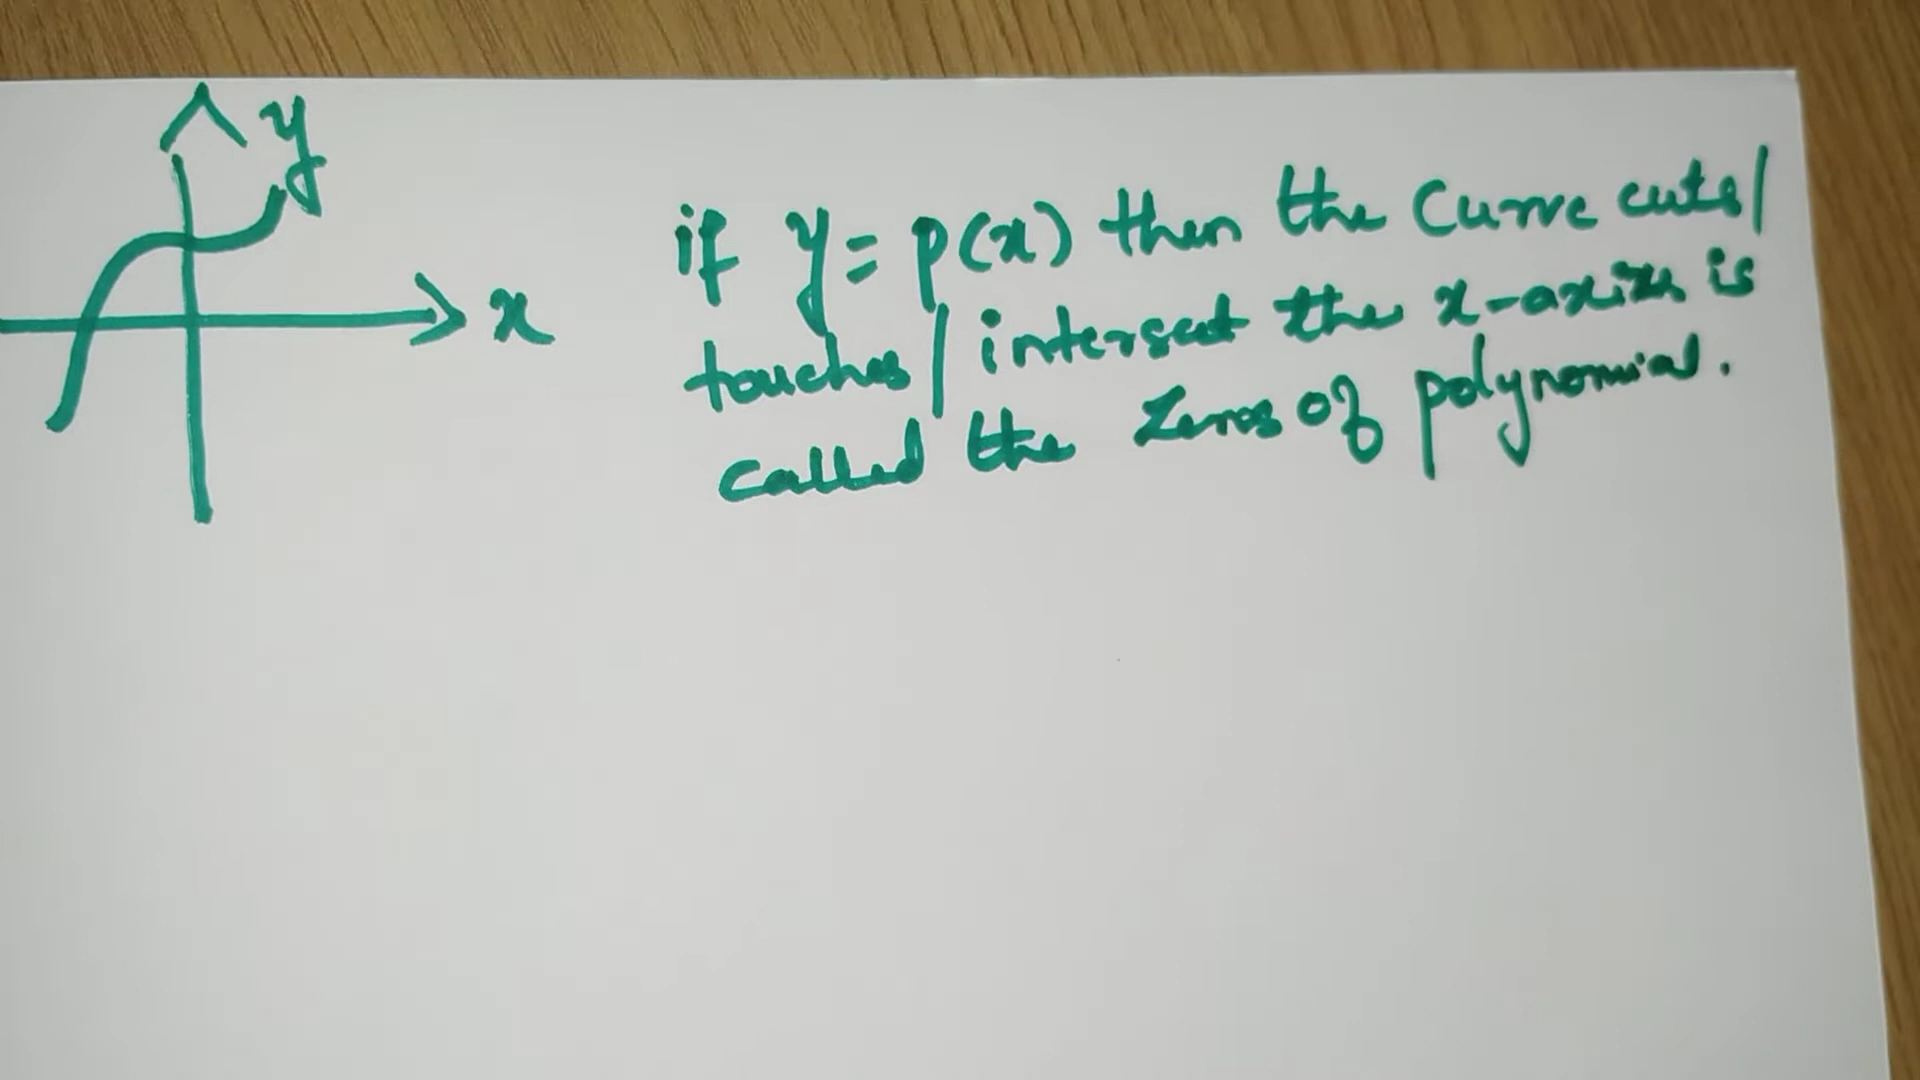 y
x
if y = p(x) then the curve cuts/
touches/intersect the x-axis is
called the Zeros of polynomial.